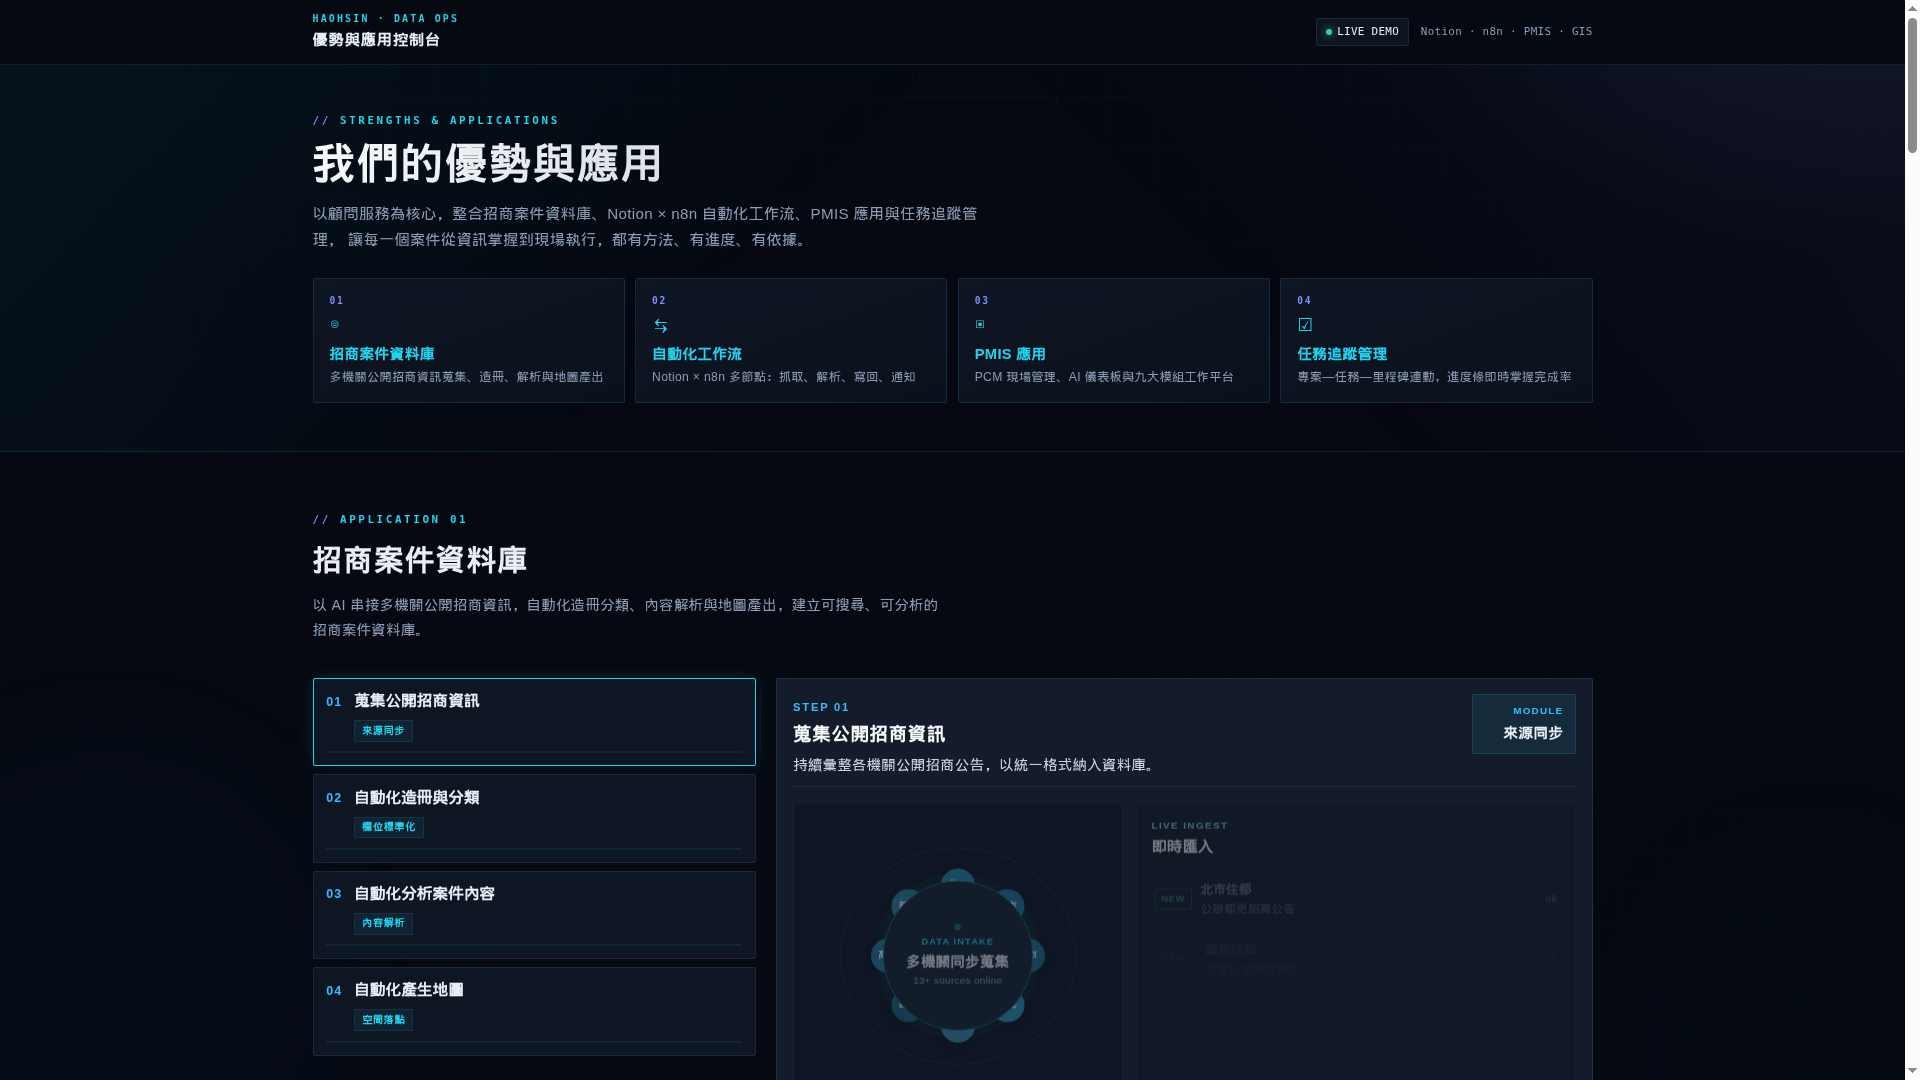 HAOHSIN · DATA OPS
優勢與應用控制台
LIVE DEMO
Notion · n8n · PMIS · GIS
// STRENGTHS & APPLICATIONS
我們的優勢與應用
以顧問服務為核心，整合招商案件資料庫、Notion × n8n 自動化工作流、PMIS 應用與任務追蹤管
理， 讓每一個案件從資訊掌握到現場執行，都有方法、有進度、有依據。
01
招商案件資料庫
多機關公開招商資訊蒐集、造冊、解析與地圖產出
02
自動化工作流
Notion × n8n 多節點：抓取、解析、寫回、通知
03
PMIS 應用
PCM 現場管理、AI 儀表板與九大模組工作平台
04
任務追蹤管理
專案—任務—里程碑連動，進度條即時掌握完成率
// APPLICATION 01
招商案件資料庫
以 AI 串接多機關公開招商資訊，自動化造冊分類、內容解析與地圖產出，建立可搜尋、可分析的
招商案件資料庫。
01 蒐集公開招商資訊
來源同步
02 自動化造冊與分類
欄位標準化
03 自動化分析案件內容
內容解析
04 自動化產生地圖
空間落點
STEP 01
蒐集公開招商資訊
持續彙整各機關公開招商公告，以統一格式納入資料庫。
MODULE
來源同步
DATA INTAKE
多機關同步蒐集
13+ sources online
LIVE INGEST
即時匯入
NEW
北市住都
公辦都更招商公告
ok
國家住都